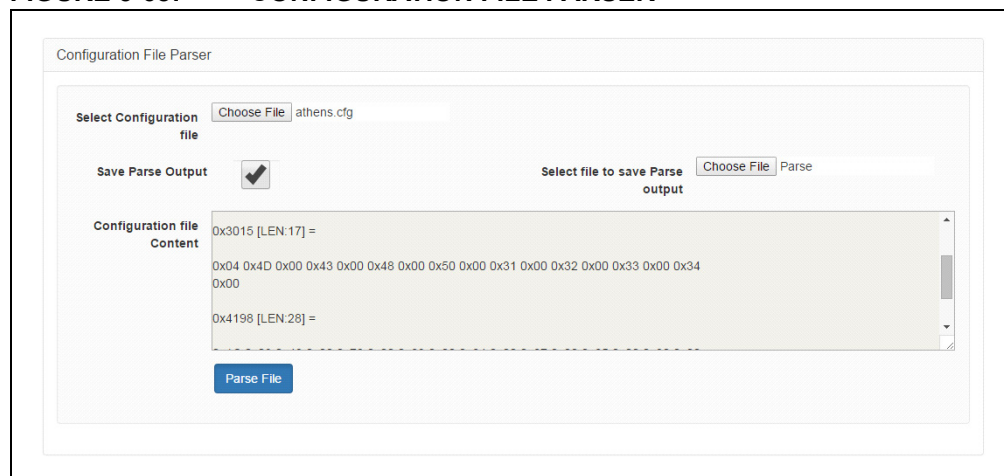 Configuration File Parser
Select Configuration file
Choose File athens.cfg
Save Parse Output
Select file to save Parse output
Choose File Parse
Configuration file Content
0x3015 [LEN:17] =
0x04 0x4D 0x00 0x43 0x00 0x48 0x00 0x50 0x00 0x31 0x00 0x32 0x00 0x33 0x00 0x34
0x00
0x4198 [LEN:28] =
Parse File